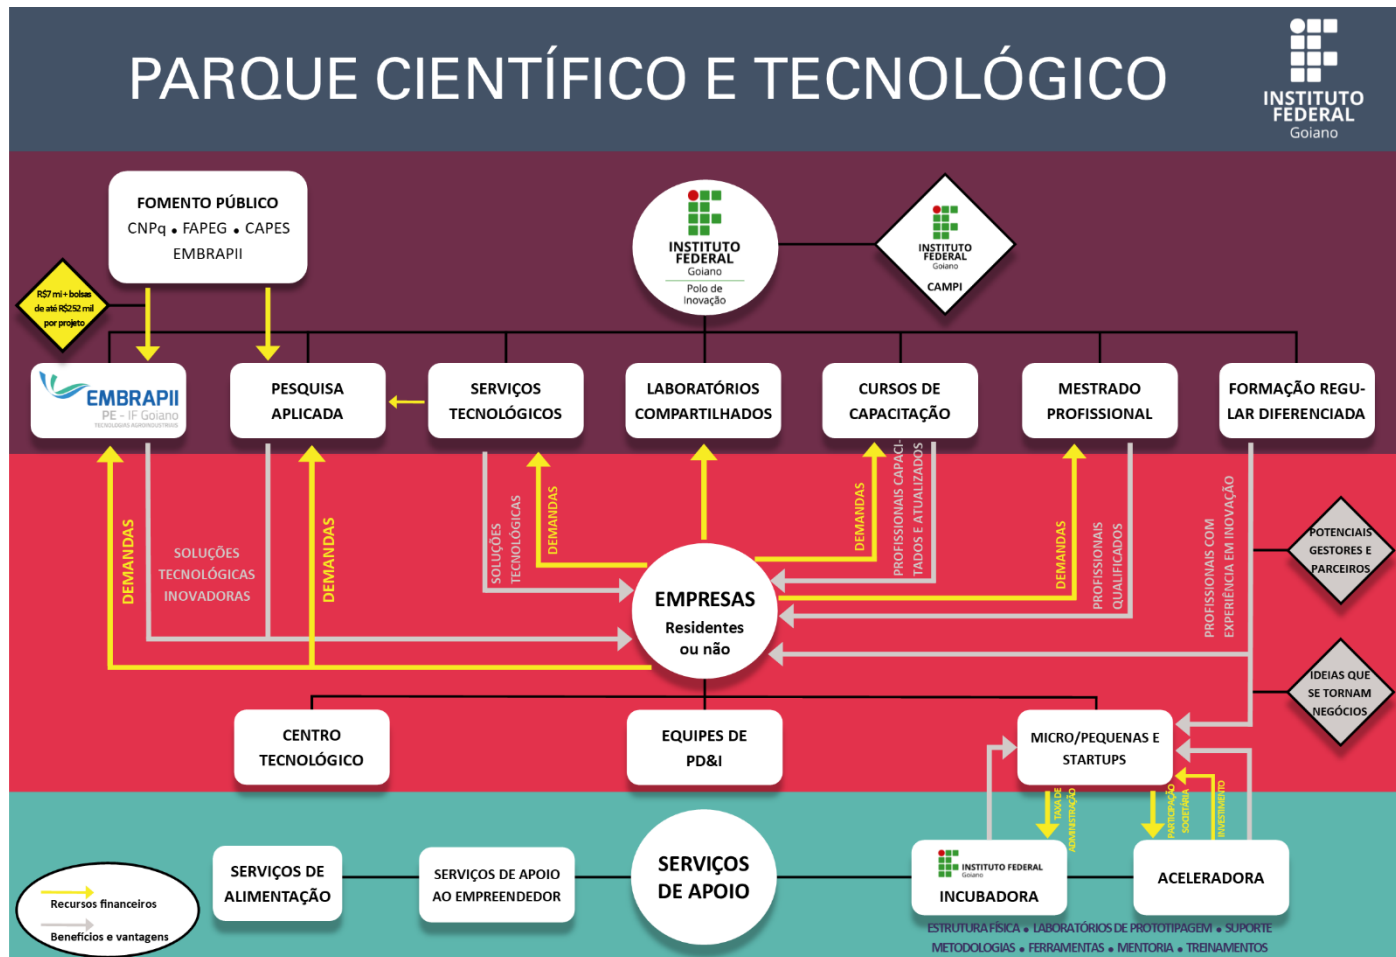 PARQUE CIENTÍFICO E TECNOLÓGICO
INSTITUTO
FEDERAL
Goiano
FOMENTO PÚBLICO
CNPq • FAPEG • CAPES
EMBRAPII
R$7 mi + bolsas
de até R$252 mil
por projeto
INSTITUTO
FEDERAL
Goiano
Polo de
Inovação
INSTITUTO
FEDERAL
Goiano
CAMPI
EMBRAPII
PE - IF Goiano
TECNOLOGIAS AGROINDUSTRIAIS
PESQUISA
APLICADA
SERVIÇOS
TECNOLÓGICOS
LABORATÓRIOS
COMPARTILHADOS
CURSOS DE
CAPACITAÇÃO
MESTRADO
PROFISSIONAL
FORMAÇÃO REGU-
LAR DIFERENCIADA
DEMANDAS
SOLUÇÕES
TECNOLÓGICAS
INOVADORAS
DEMANDAS
SOLUÇÕES
TECNOLÓGICAS
DEMANDAS
DEMANDAS
PROFISSIONAIS CAPACI-
TADOS E ATUALIZADOS
DEMANDAS
PROFISSIONAIS
QUALIFICADOS
PROFISSIONAIS COM
EXPERIÊNCIA EM INOVAÇÃO
POTENCIAIS
GESTORES E
PARCEIROS
EMPRESAS
Residentes
ou não
IDEIAS QUE
SE TORNAM
NEGÓCIOS
CENTRO
TECNOLÓGICO
EQUIPES DE
PD&I
MICRO/PEQUENAS E
STARTUPS
TAXA DE
ADMINISTRAÇÃO
PARTICIPAÇÃO
SOCIETÁRIA
INVESTIMENTO
SERVIÇOS DE
ALIMENTAÇÃO
SERVIÇOS DE APOIO
AO EMPREENDEDOR
SERVIÇOS
DE APOIO
INSTITUTO FEDERAL
Goiano
INCUBADORA
ACELERADORA
ESTRUTURA FÍSICA • LABORATÓRIOS DE PROTOTIPAGEM • SUPORTE
METODOLOGIAS • FERRAMENTAS • MENTORIA • TREINAMENTOS
Recursos financeiros
Benefícios e vantagens